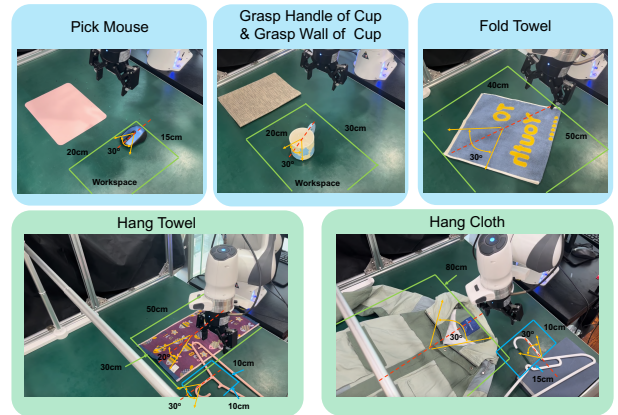 Pick Mouse
15cm
20cm
30°
Workspace
Grasp Handle of Cup
& Grasp Wall of Cup
20cm
30cm
30°
Workspace
Fold Towel
40cm
50cm
30°
TO
Youth
Hang Towel
50cm
30cm
20°
10cm
10cm
30°
Hang Cloth
80cm
30°
10cm
30°
15cm